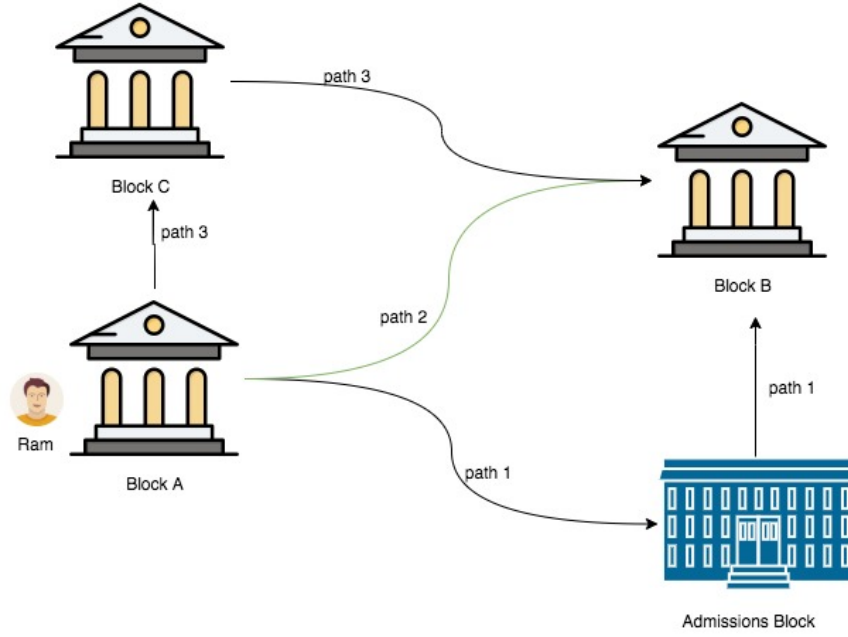 path 3
Block C
path 3
Block B
path 2
path 1
Ram
path 1
Block A
Admissions Block